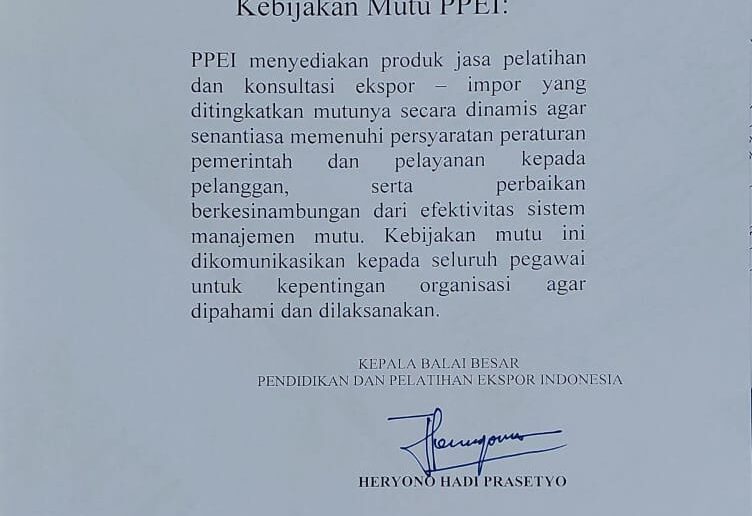 Kebijakan Mutu PPEI:
PPEI menyediakan produk jasa pelatihan
dan konsultasi ekspor – impor yang
ditingkatkan mutunya secara dinamis agar
senantiasa memenuhi persyaratan peraturan
pemerintah dan pelayanan kepada
pelanggan, serta perbaikan
berkesinambungan dari efektivitas sistem
manajemen mutu. Kebijakan mutu ini
dikomunikasikan kepada seluruh pegawai
untuk kepentingan organisasi agar
dipahami dan dilaksanakan.
KEPALA BALAI BESAR
PENDIDIKAN DAN PELATIHAN EKSPOR INDONESIA
HERYONO HADI PRASETYO